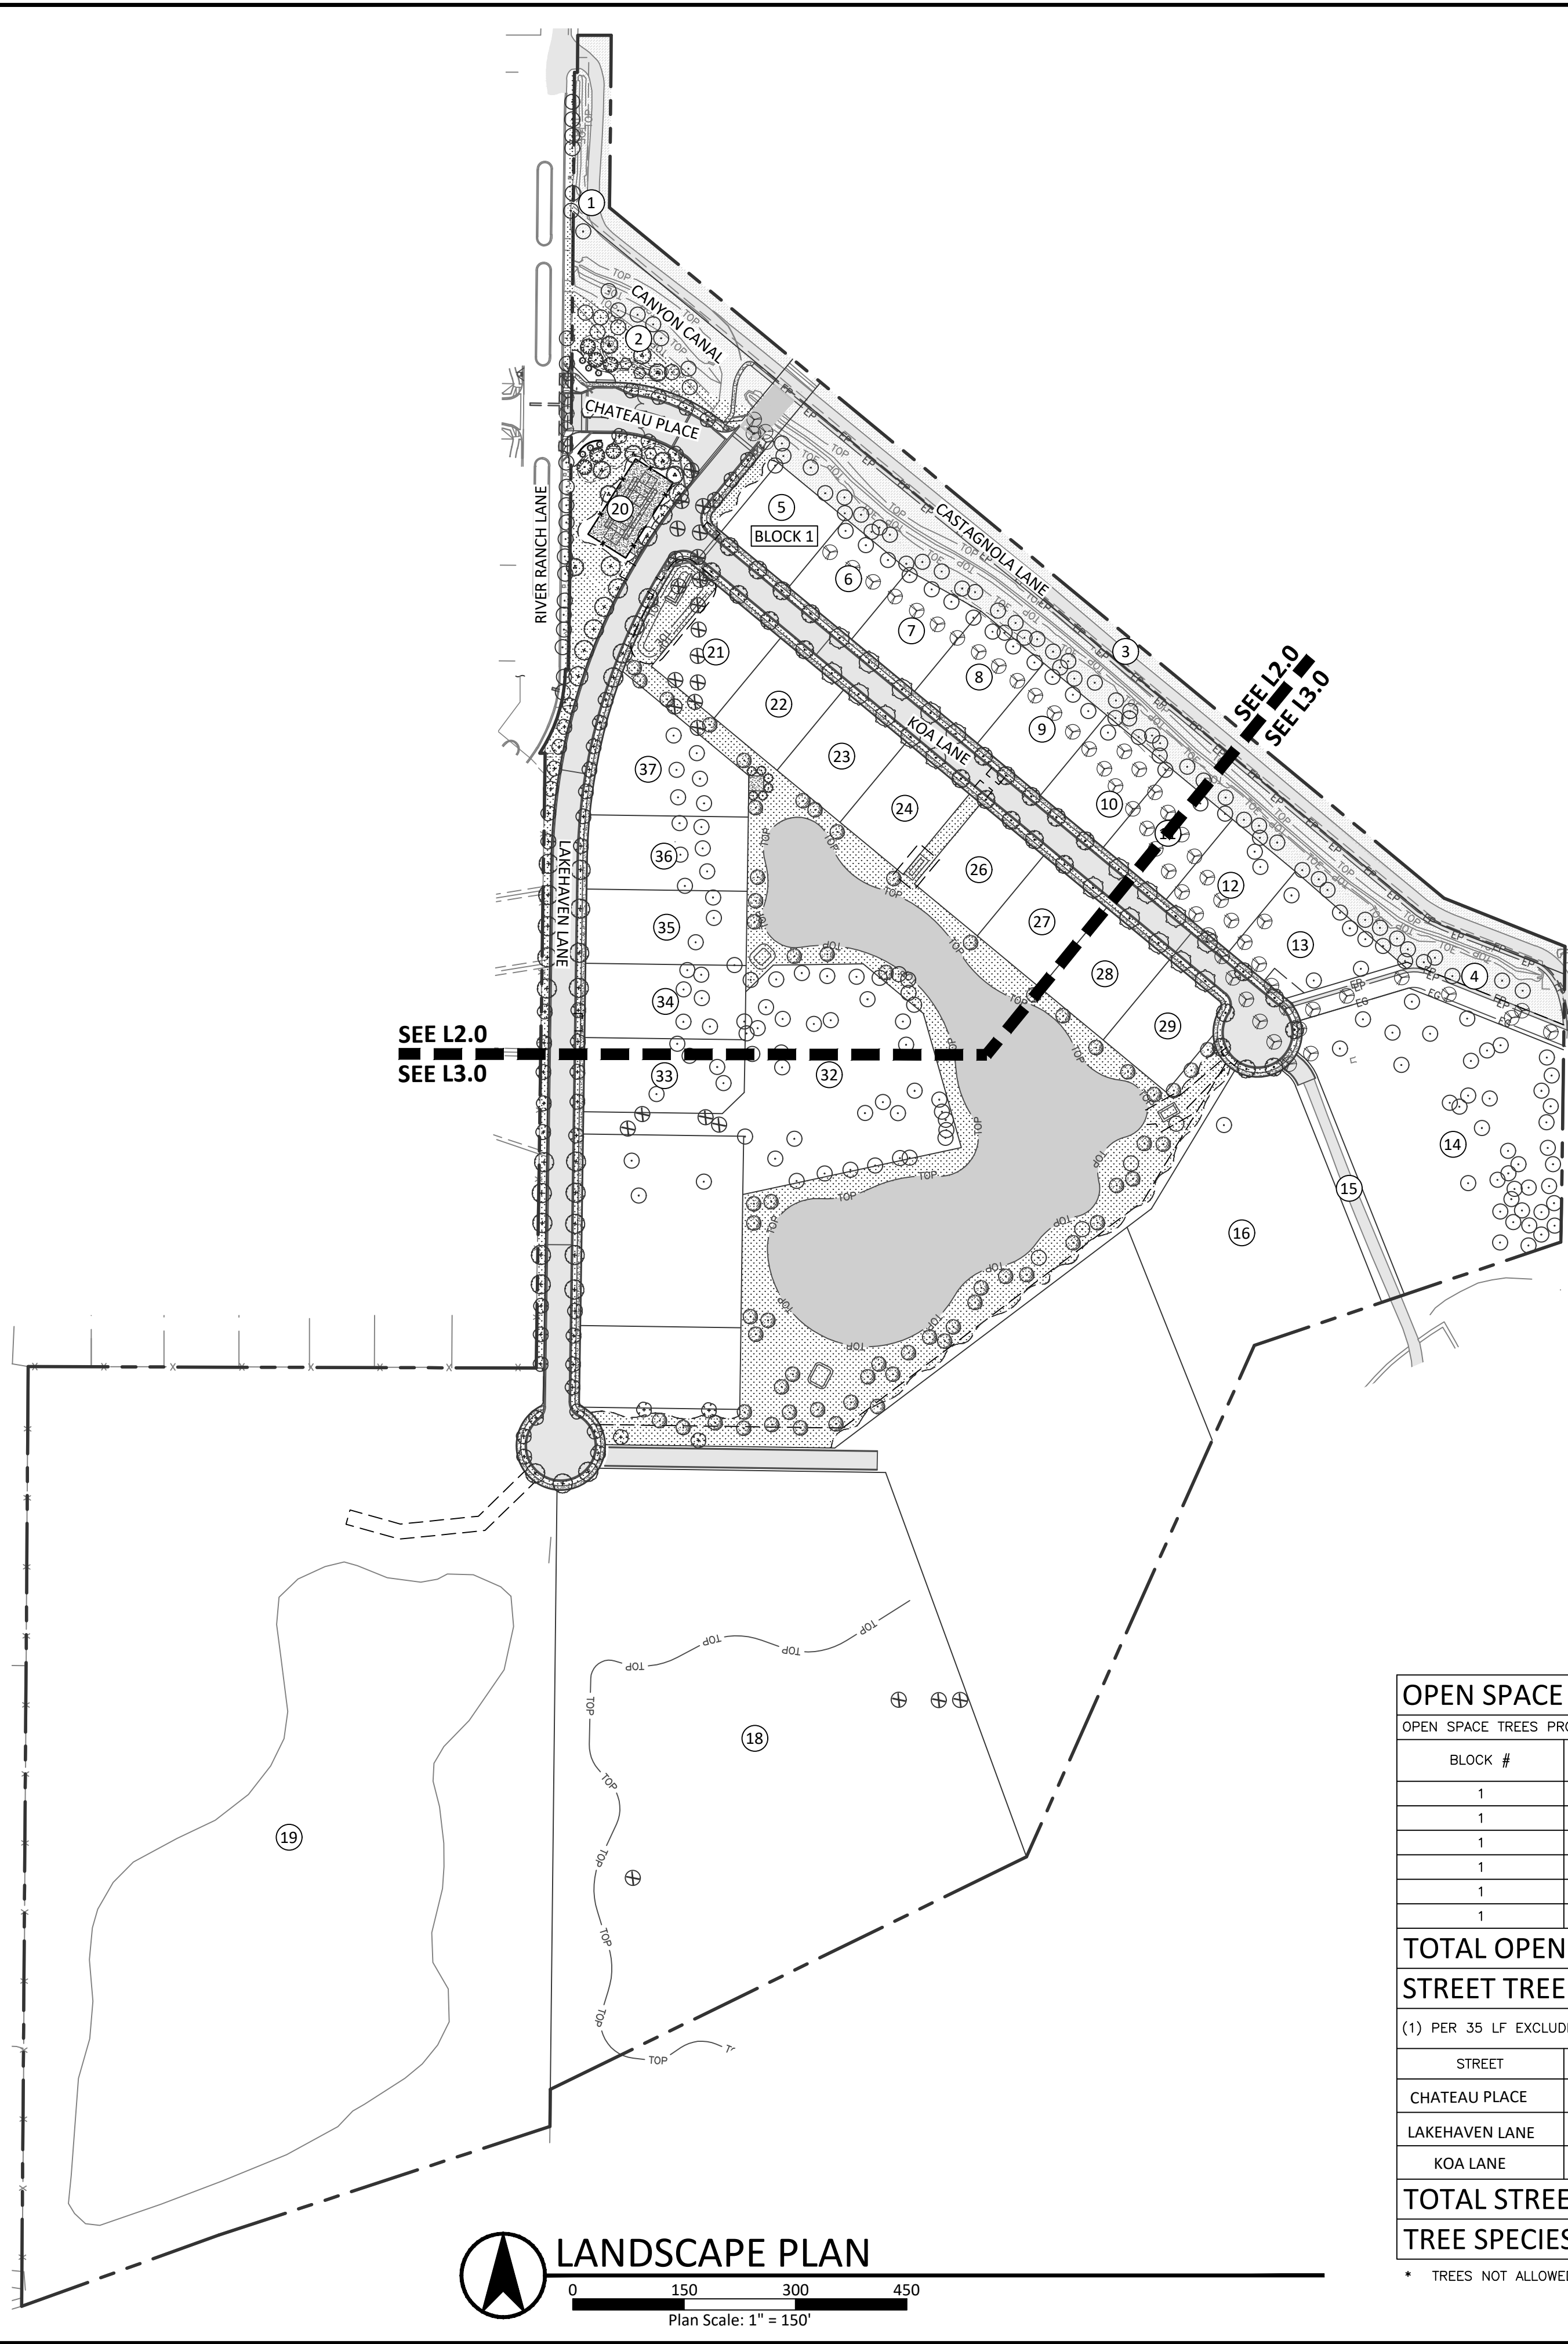 1
TOP
CANYON CANAL
2
CHATEAU PLACE
RIVER RANCH LANE
20
5
BLOCK 1
CASTAGNOLA LANE
EP
TOE
6
7
3
SEE L2.0
SEE L3.0
21
8
22
9
KOA LANE
37
23
10
24
36
LAKEHAVEN LANE
26
12
35
27
13
28
4
34
29
EG
SEE L2.0
SEE L3.0
33
32
14
15
16
18
19
OPEN SPACE
OPEN SPACE TREES
BLOCK #
1
1
1
1
1
1
TOTAL OPEN
STREET TREE
(1) PER 35 LF
STREET
CHATEAU PLACE
LAKEHAVEN LANE
KOA LANE
TOTAL
TREE
* TREES NOT
LANDSCAPE PLAN
0 150 300 450
Plan Scale: 1" = 150'